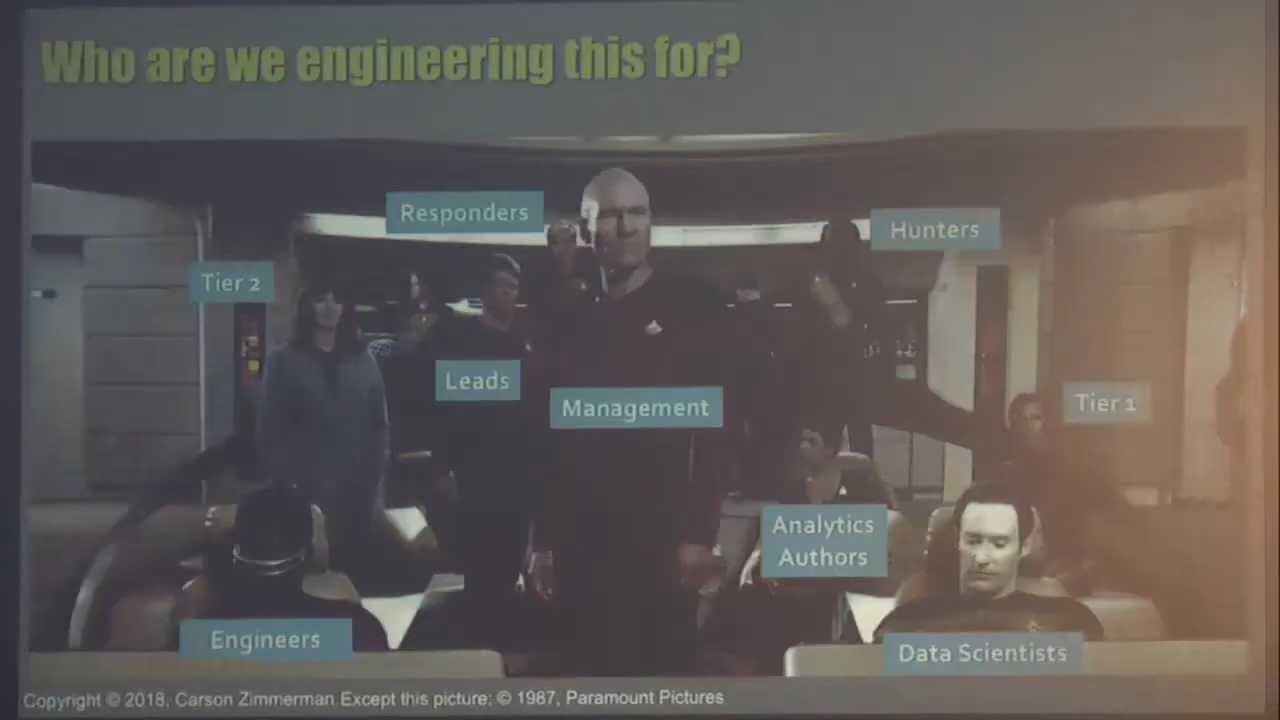 Who are we engineering this for?
Responders
Hunters
Tier 2
Leads
Management
Tier 1
Analytics
Authors
Engineers
Data Scientists
Copyright © 2018, Carson Zimmerman Except this picture; © 1987, Paramount Pictures